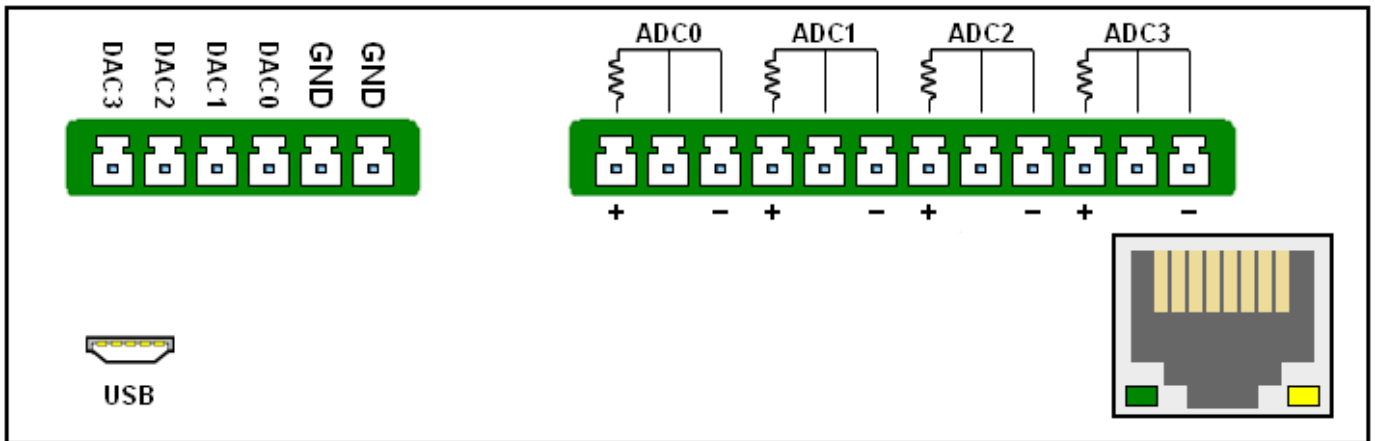 DAC3 DAC2 DAC1 DAC0 GND GND
ADC0 ADC1 ADC2 ADC3
+ - + - + - + -
USB